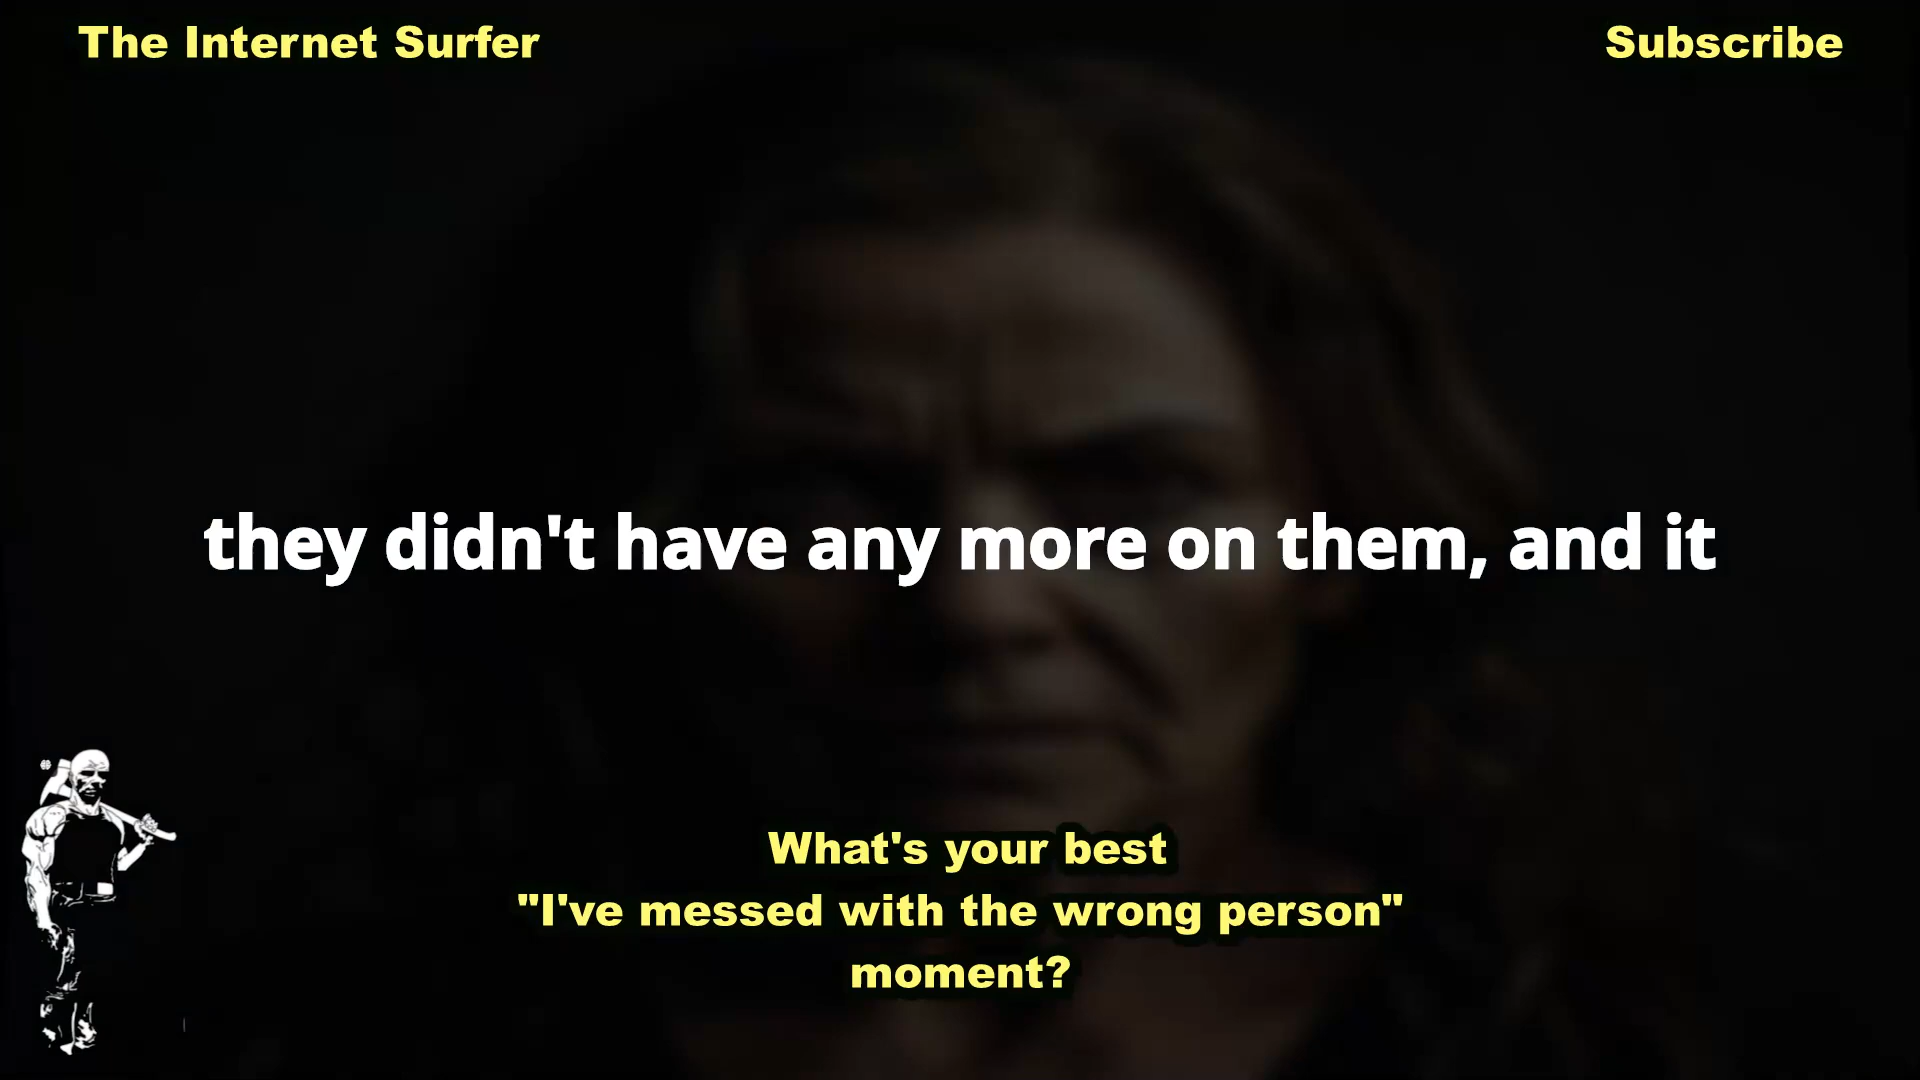 The Internet Surfer
Subscribe
they didn't have any more on them, and it
What's your best
"I've messed with the wrong person"
moment?